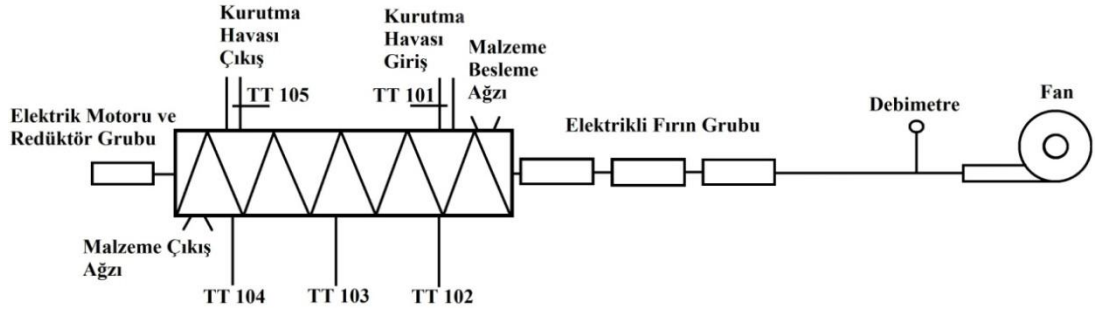 Kurutma
Havası
Çıkış
Kurutma
Havası
Giriş
Malzeme
Besleme
Ağzı
TT 105
TT 101
Elektrik Motoru ve
Redüktör Grubu
Elektrikli Fırın Grubu
Debimetre
Fan
Malzeme Çıkış
Ağzı
TT 104
TT 103
TT 102